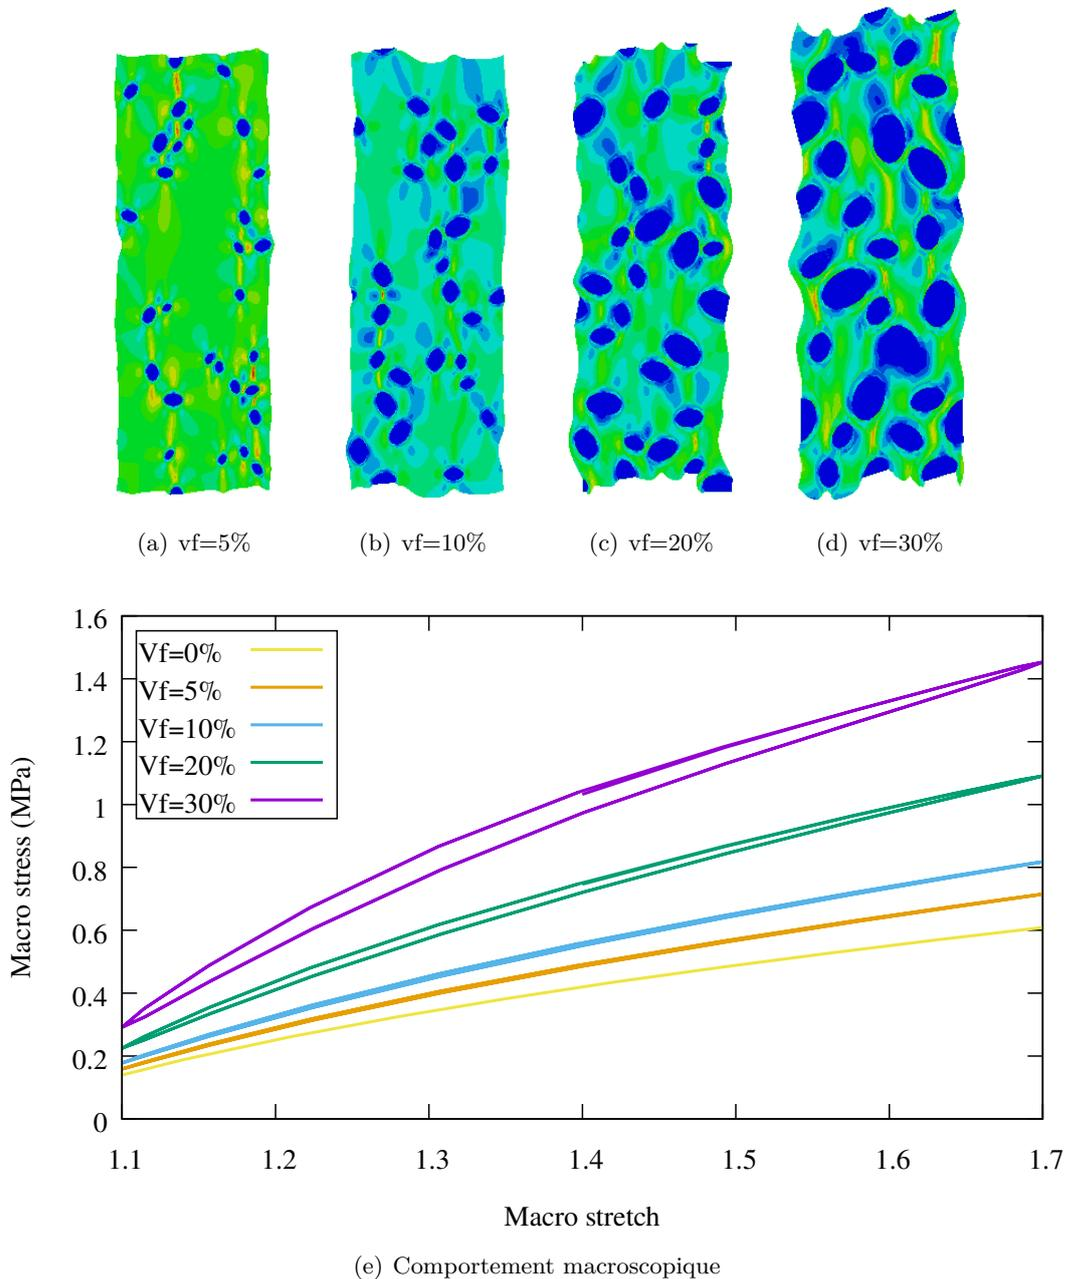 (a) vf=5%
(b) vf=10%
(c) vf=20%
(d) vf=30%
1.6
1.4
1.2
1
0.8
0.6
0.4
0.2
0
Macro stress (MPa)
Vf=0%
Vf=5%
Vf=10%
Vf=20%
Vf=30%
1.1 1.2 1.3 1.4 1.5 1.6 1.7
Macro stretch
(e) Comportement macroscopique